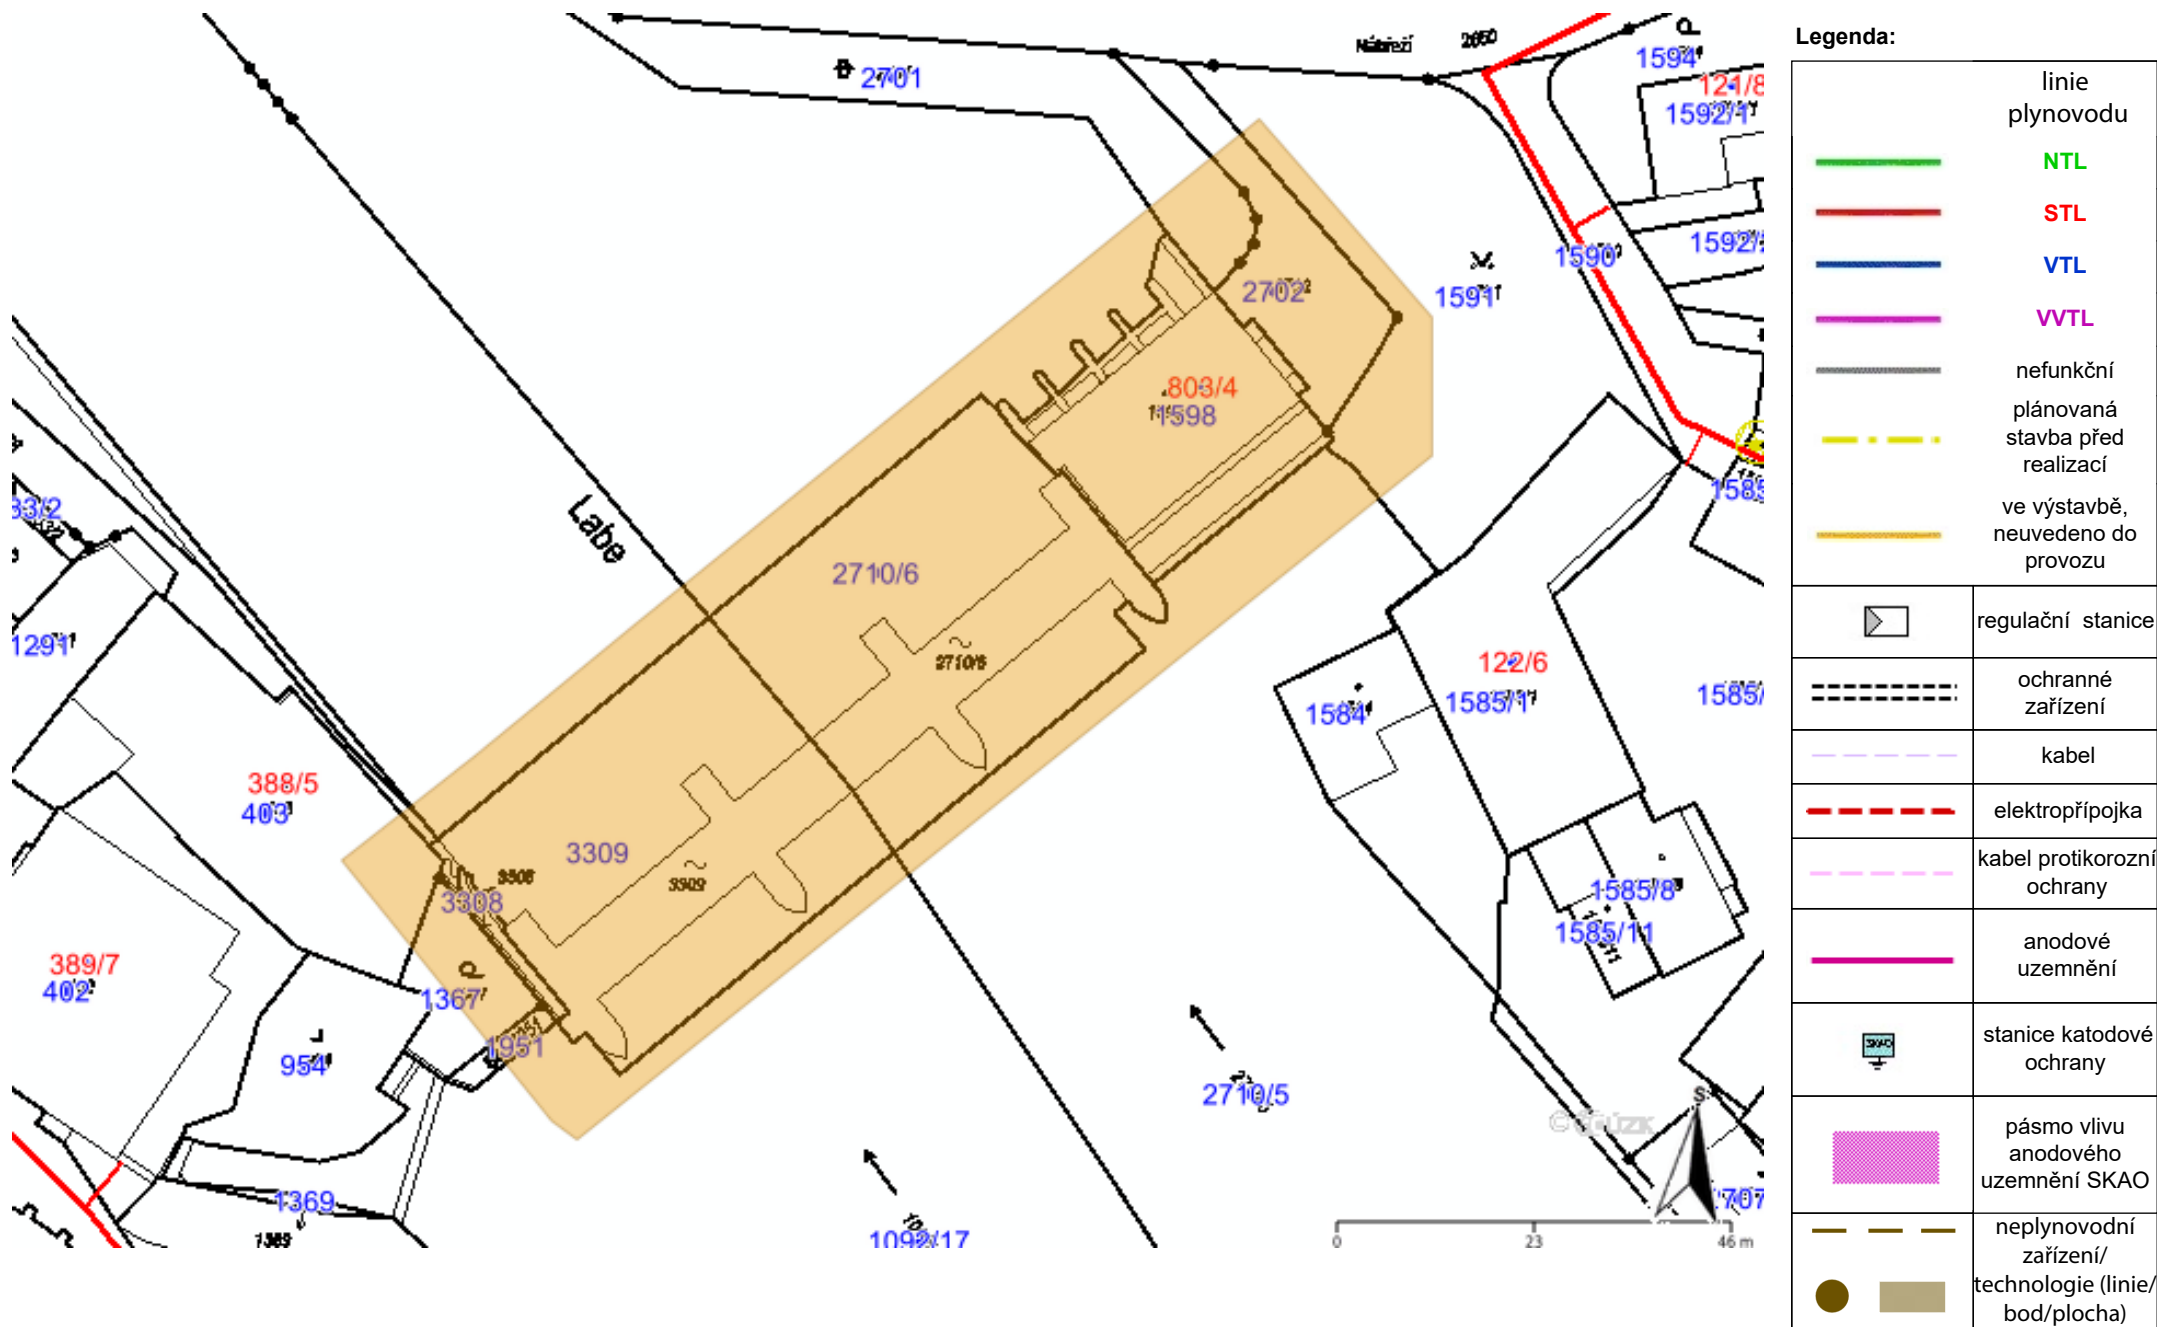 Nábřeží
2650
2701
1594
121/8
1592/1
1592/
1590
1591
2702
803/4
1598
Labe
2710/6
2710/6
3309
3309
3308
3308
93/2
1291
388/5
403
389/7
402
954
1367
1951
1369
1369
1585
122/6
1585/1
1584
1585/
1585/8
1585/11
2710/5
1092/17
2707
S
0
23
46 m
Legenda:
linie
plynovodu
NTL
STL
VTL
VVTL
nefunkční
plánovaná
stavba před
realizací
ve výstavbě,
neuvedeno do
provozu
regulační stanice
ochranné
zařízení
kabel
elektropřípojka
kabel protikorozní
ochrany
anodové
uzemnění
SKAO
stanice katodové
ochrany
pásmo vlivu
anodového
uzemnění SKAO
neplynovodní
zařízení/
technologie (linie/
bod/plocha)